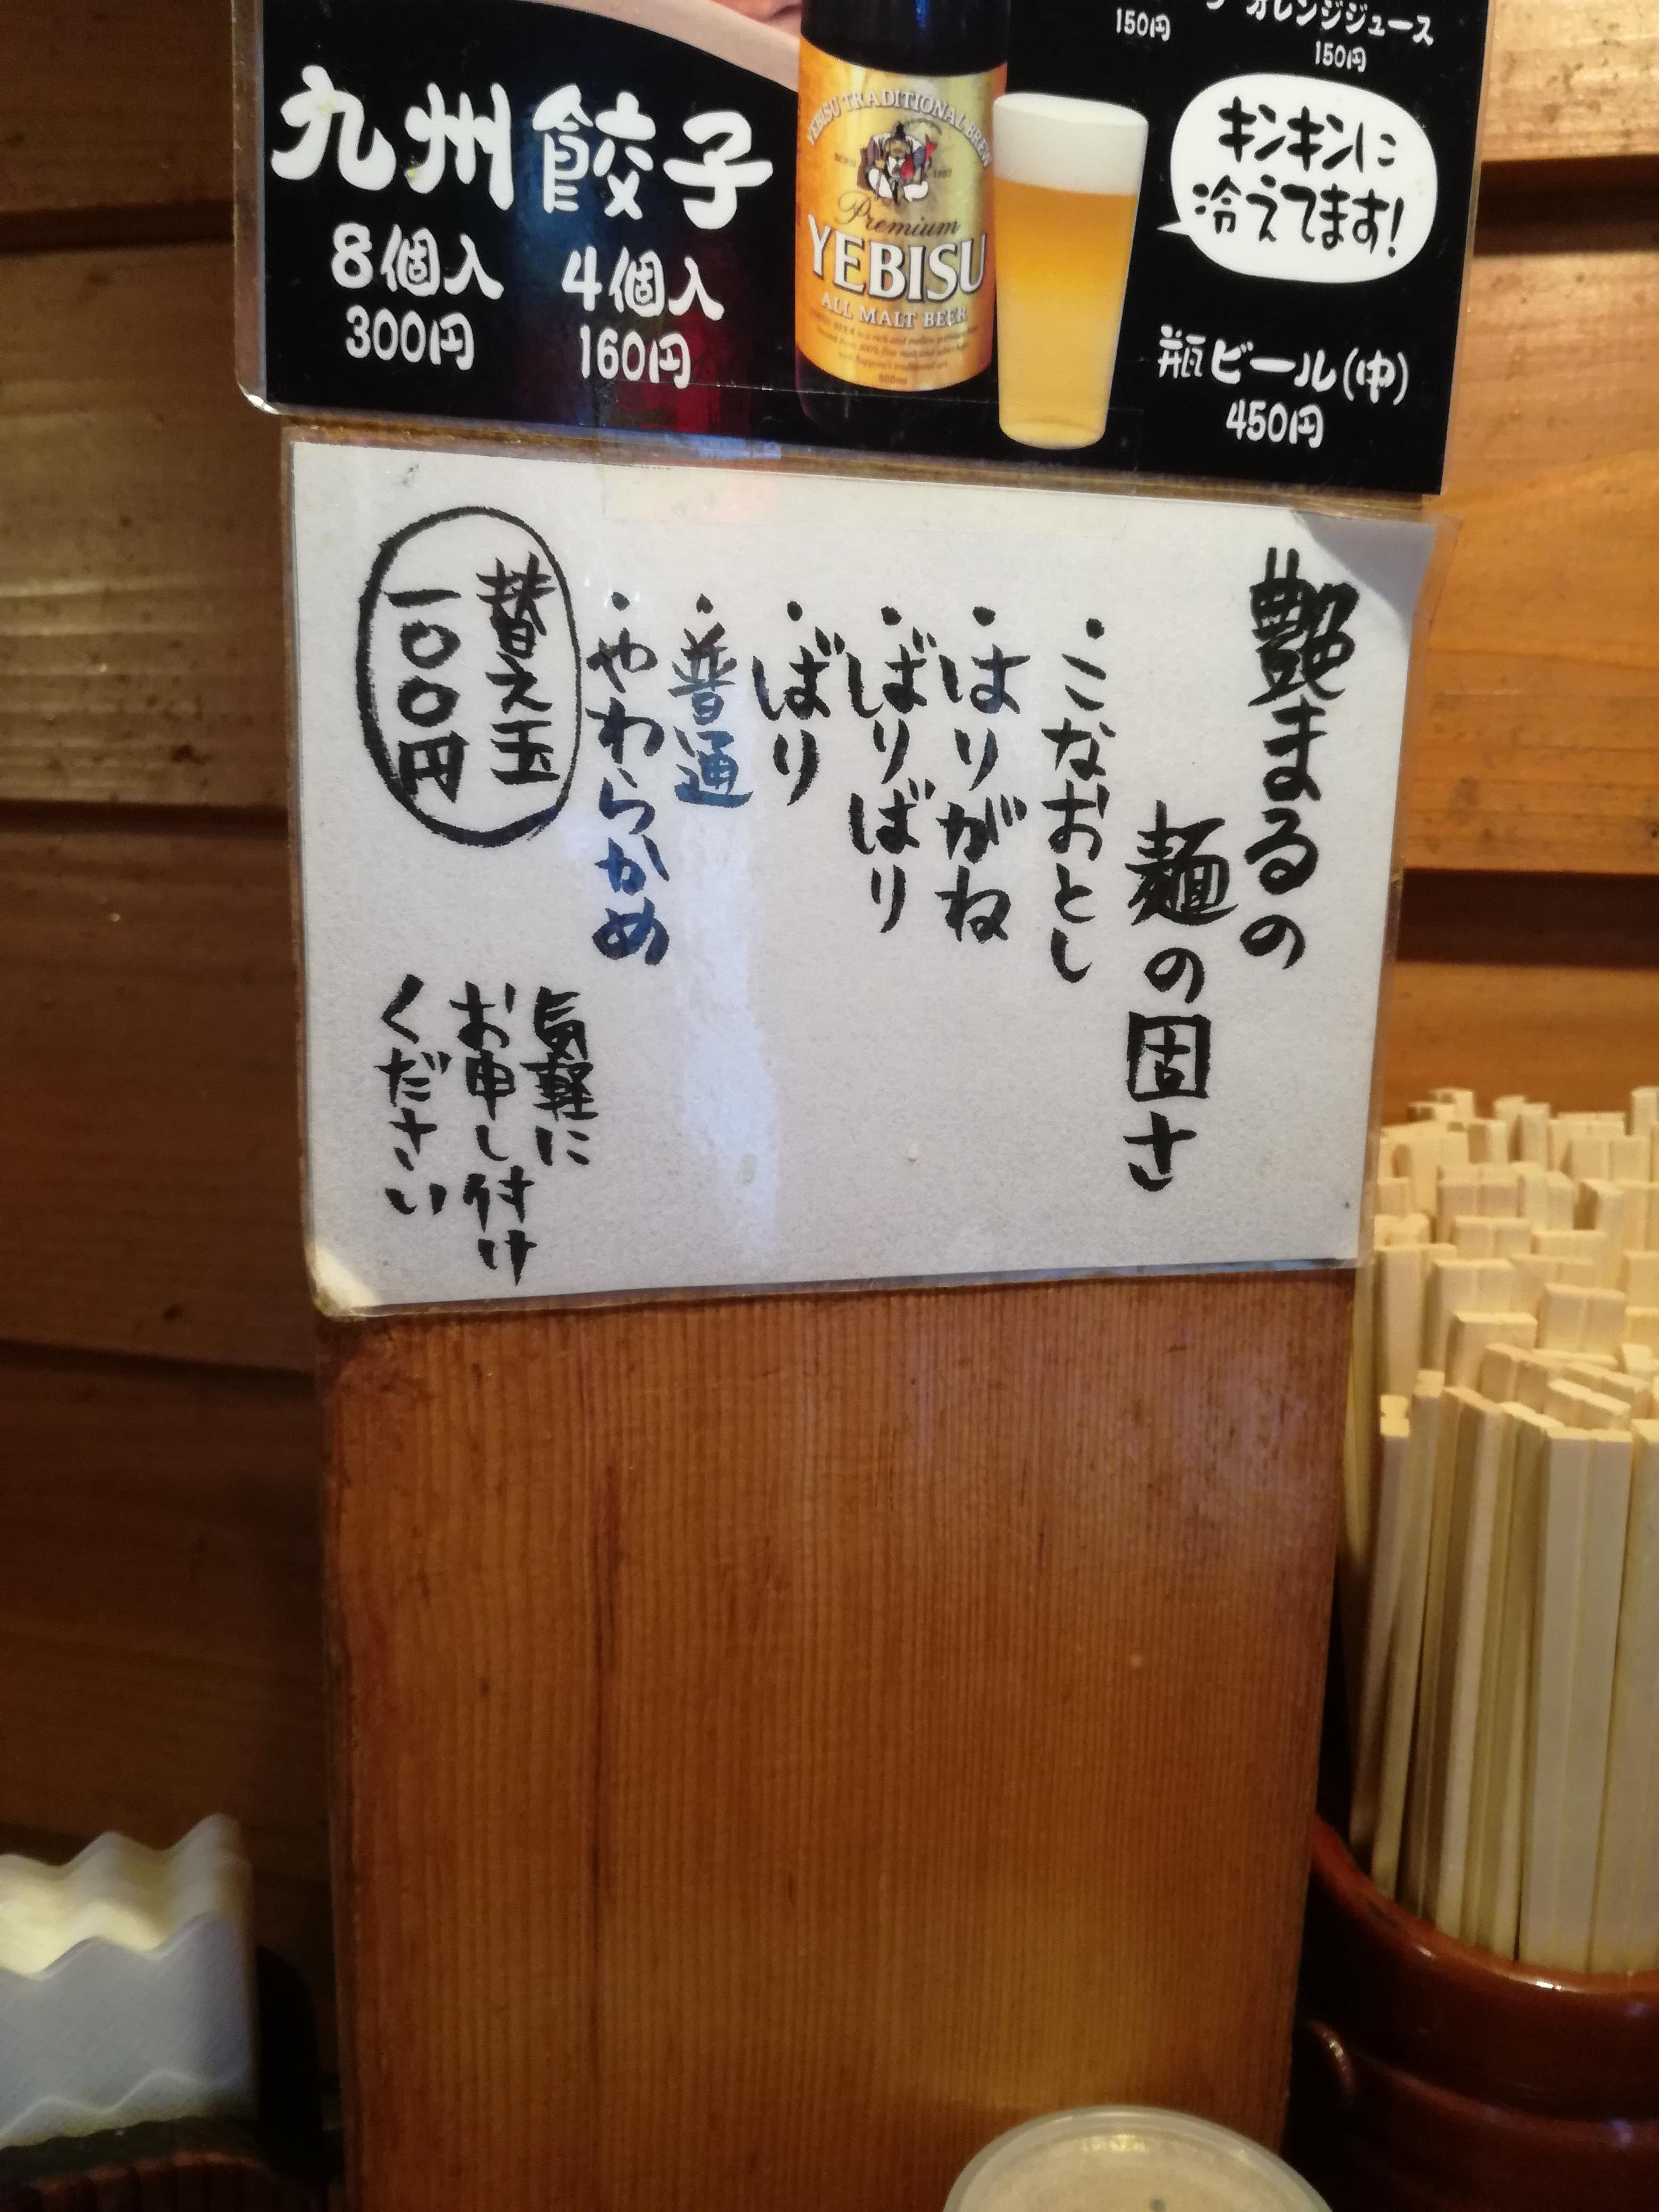 150円
オレンジジュース
150円
九州餃子
8個入
300円
4個入
160円
YEBISU TRADITIONAL BREW
Premium
YEBISU
ALL MALT BEER
キンキンに
冷えてます!
瓶ビール(中)
450円
艶まるの
麺の固さ
・こなおとし
・はりがね
・ばりばり
・ばり
・普通
・やわらかめ
替え玉
一〇〇円
気軽に
お申し付け
ください